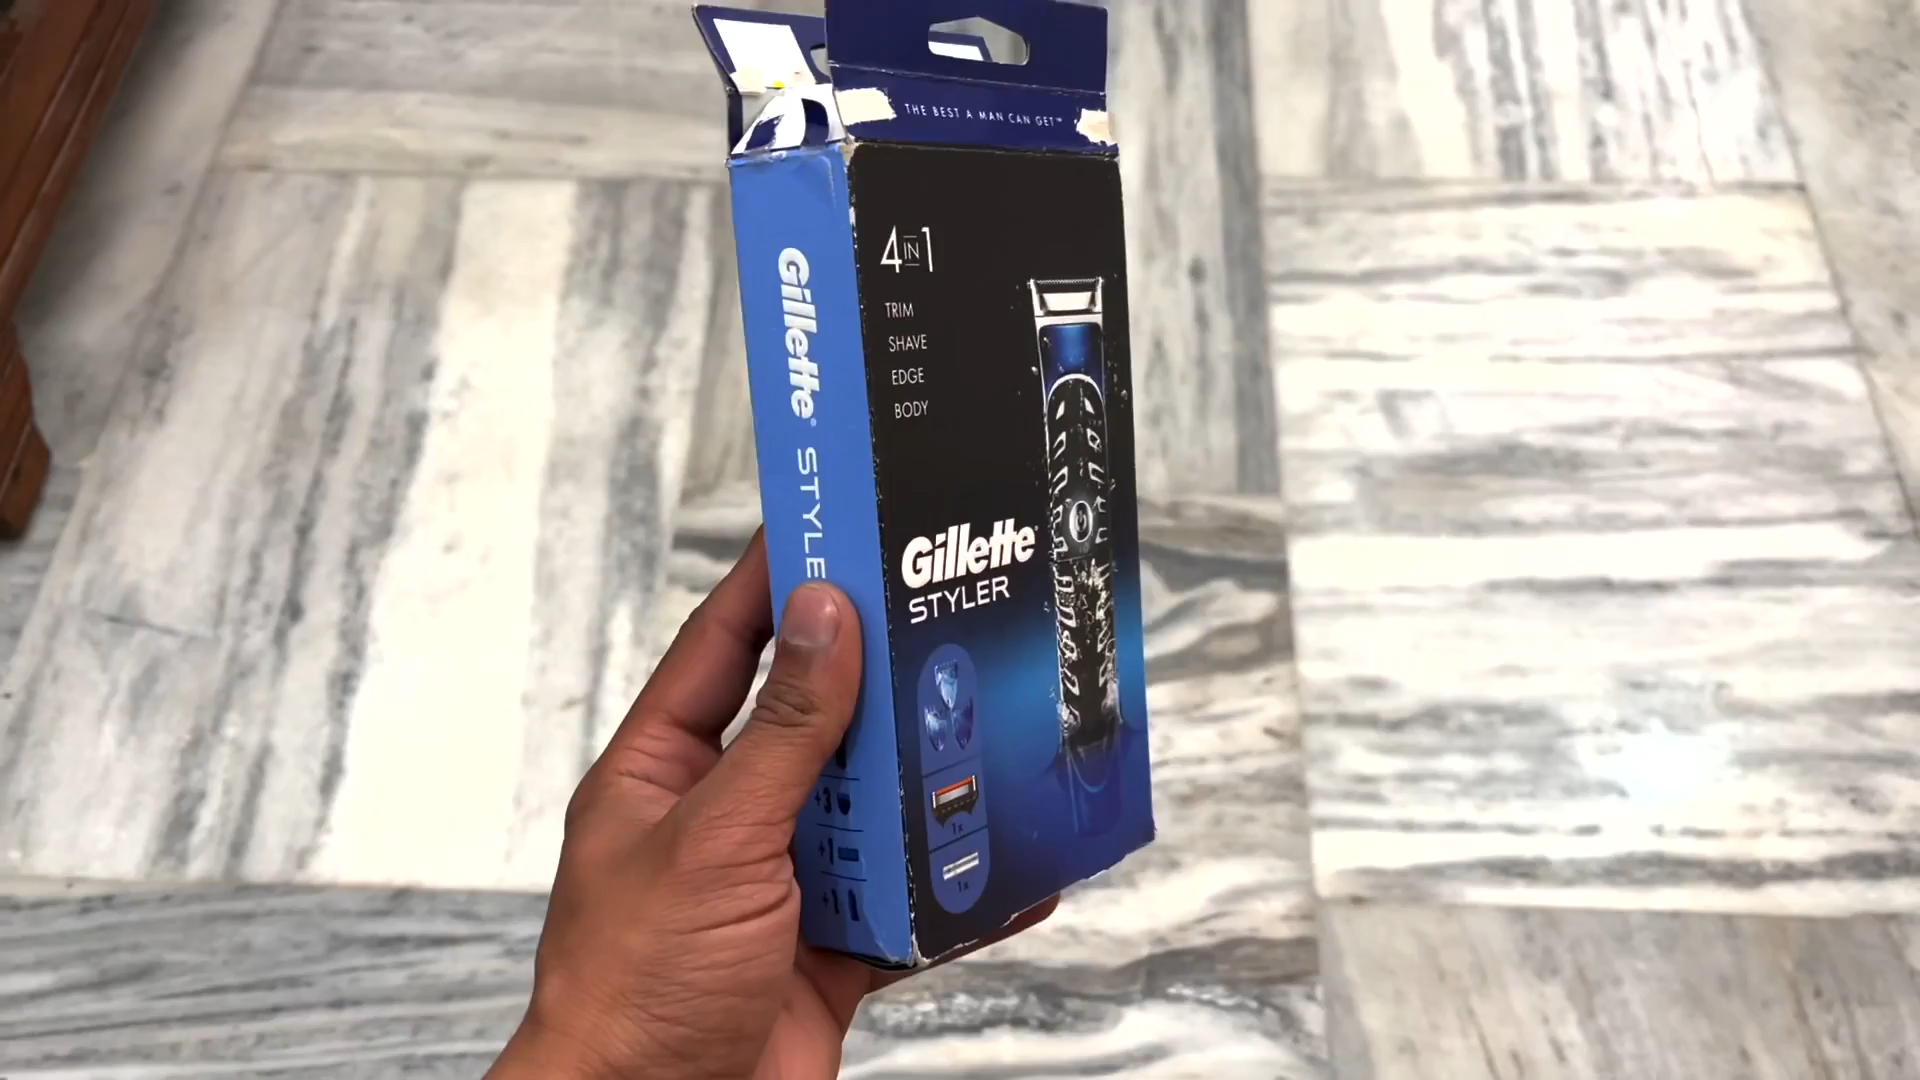 THE BEST A MAN CAN GET™
4 IN 1
TRIM
SHAVE
EDGE
BODY
Gillette®
STYLER
1x
1x
Gillette® STYLE
+3
+1
+1